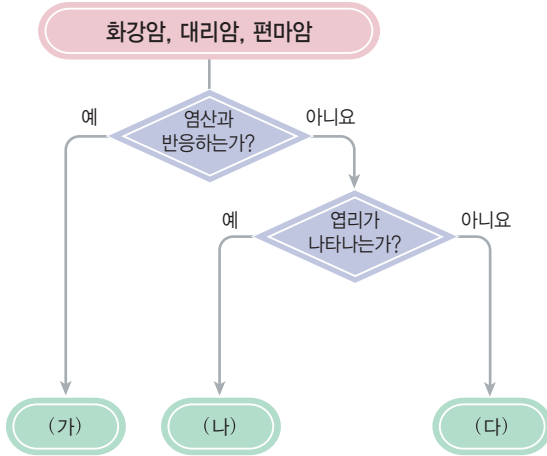 화강암, 대리암, 편마암
예
염산과
반응하는가?
아니요
예
엽리가
나타나는가?
아니요
(가)
(나)
(다)